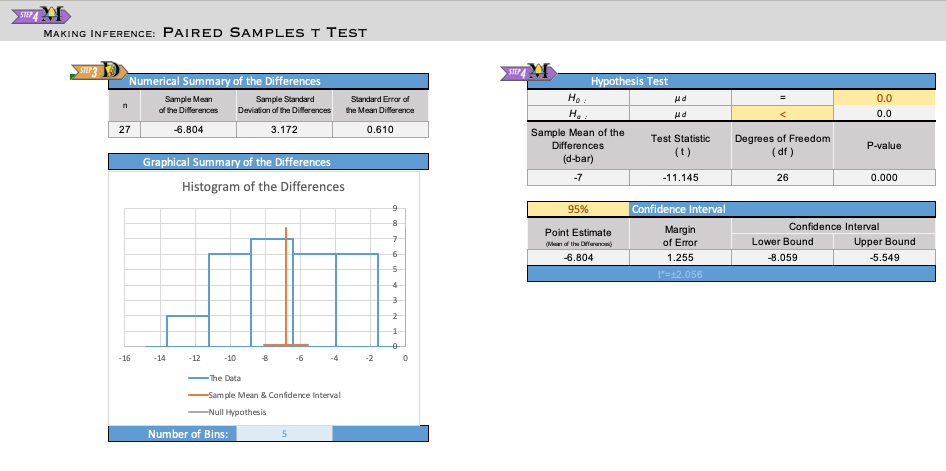 STEP 4 M
MAKING INFERENCE: PAIRED SAMPLES T TEST
STEP 3 D
Numerical Summary of the Differences
n Sample Mean of the Differences Sample Standard Deviation of the Differences Standard Error of the Mean Difference
27 -6.804 3.172 0.610
Graphical Summary of the Differences
Histogram of the Differences
9
8
7
6
5
4
3
2
1
0
-16 -14 -12 -10 -8 -6 -4 -2 0
The Data
Sample Mean & Confidence Interval
Null Hypothesis
Number of Bins: 5
STEP 4 M
Hypothesis Test
H₀ : μd = 0.0
Hₐ : μd < 0.0
Sample Mean of the Differences (d-bar) Test Statistic ( t ) Degrees of Freedom ( df ) P-value
-7 -11.145 26 0.000
95% Confidence Interval
Point Estimate (Mean of the Differences) Margin of Error Confidence Interval
Lower Bound Upper Bound
-6.804 1.255 -8.059 -5.549
t*=±2.056